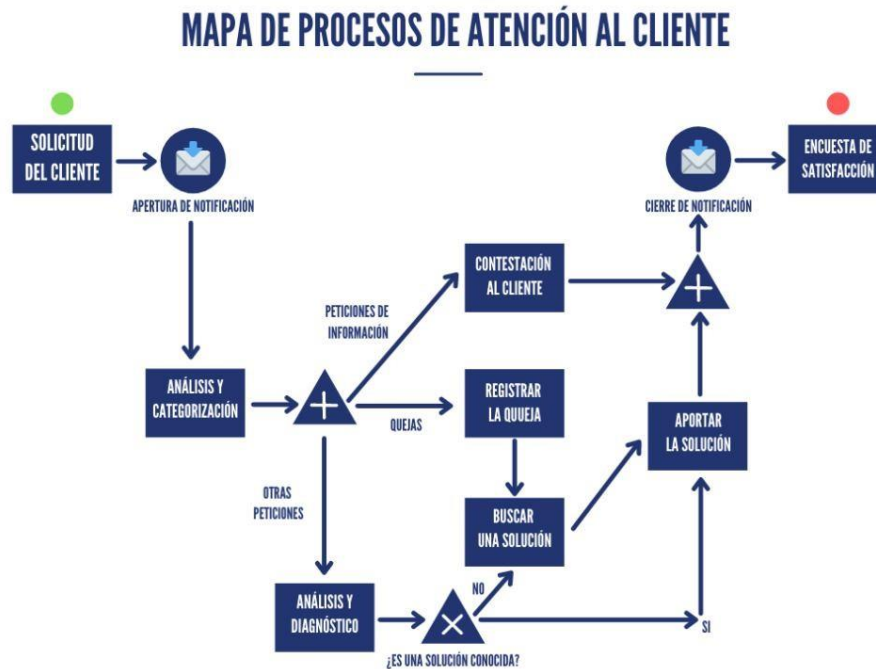 MAPA DE PROCESOS DE ATENCIÓN AL CLIENTE
SOLICITUD
DEL CLIENTE
APERTURA DE NOTIFICACIÓN
CIERRE DE NOTIFICACIÓN
ENCUESTA DE
SATISFACCIÓN
CONTESTACIÓN
AL CLIENTE
PETICIONES DE
INFORMACIÓN
ANÁLISIS Y
CATEGORIZACIÓN
QUEJAS
REGISTRAR
LA QUUEJA
APORTAR
LA SOLUCIÓN
OTRAS
PETICIONES
BUSCAR
UNA SOLUCIÓN
ANÁLISIS Y
DIAGNÓSTICO
NO
SI
¿ES UNA SOLUCIÓN CONOCIDA?